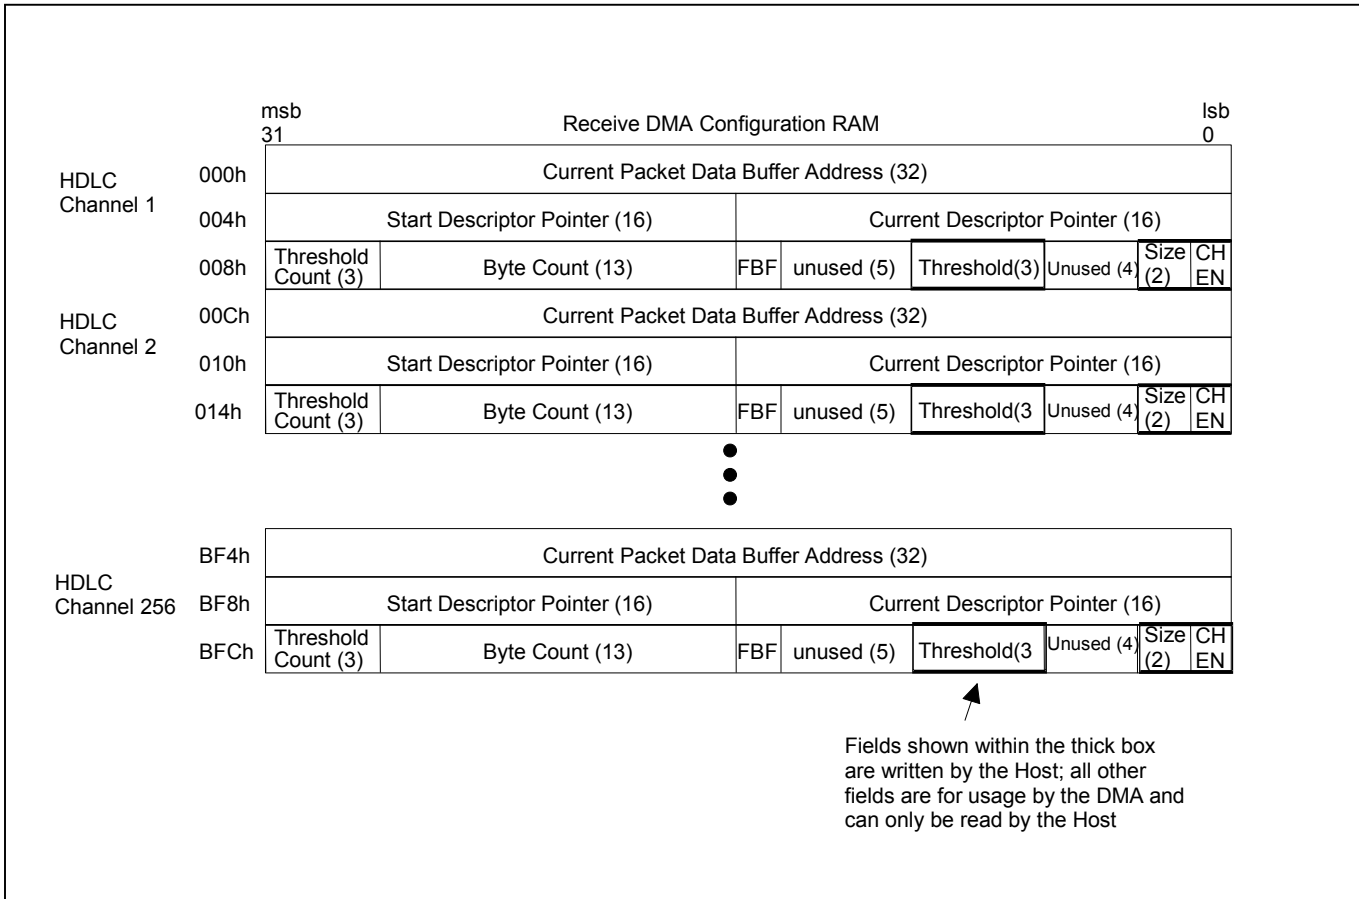 msb
31
Receive DMA Configuration RAM
lsb
0
HDLC
Channel 1
000h
Current Packet Data Buffer Address (32)
004h
Start Descriptor Pointer (16)
Current Descriptor Pointer (16)
008h
Threshold
Count (3)
Byte Count (13)
FBF
unused (5)
Threshold(3)
Unused (4)
Size
(2)
CH
EN
HDLC
Channel 2
00Ch
Current Packet Data Buffer Address (32)
010h
Start Descriptor Pointer (16)
Current Descriptor Pointer (16)
014h
Threshold
Count (3)
Byte Count (13)
FBF
unused (5)
Threshold(3
Unused (4)
Size
(2)
CH
EN
HDLC
Channel 256
BF4h
Current Packet Data Buffer Address (32)
BF8h
Start Descriptor Pointer (16)
Current Descriptor Pointer (16)
BFCh
Threshold
Count (3)
Byte Count (13)
FBF
unused (5)
Threshold(3
Unused (4)
Size
(2)
CH
EN
Fields shown within the thick box
are written by the Host; all other
fields are for usage by the DMA and
can only be read by the Host